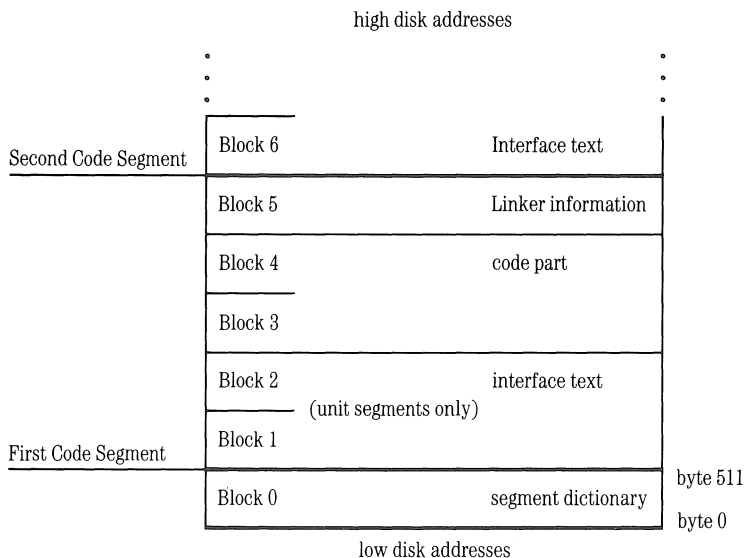 high disk addresses
Block 6 Interface text
Second Code Segment
Block 5 Linker information
Block 4 code part
Block 3
Block 2 interface text
(unit segments only)
Block 1
First Code Segment
byte 511
Block 0 segment dictionary
byte 0
low disk addresses